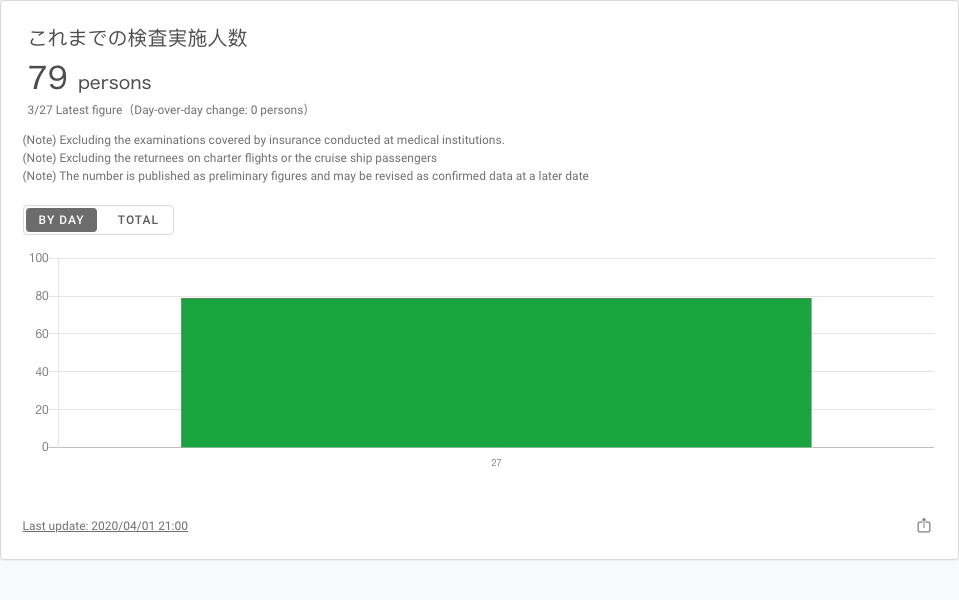 これまでの検査実施人数
79 persons
3/27 Latest figure（Day-over-day change: 0 persons）
(Note) Excluding the examinations covered by insurance conducted at medical institutions.
(Note) Excluding the returnees on charter flights or the cruise ship passengers
(Note) The number is published as preliminary figures and may be revised as confirmed data at a later date
BY DAY TOTAL
100
80
60
40
20
0
27
Last update: 2020/04/01 21:00